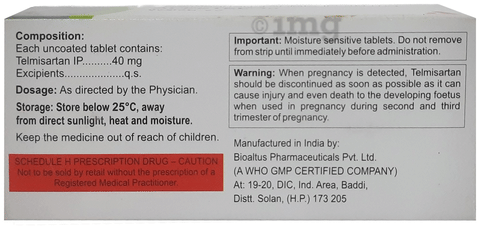 Composition:
Each uncoated tablet contains:
Telmisartan IP..........40 mg
Excipients...................q.s.
Dosage: As directed by the Physician.
Storage: Store below 25°C, away
from direct sunlight, heat and moisture.
Keep the medicine out of reach of children.
SCHEDULE H PRESCRIPTION DRUG – CAUTION
Not to be sold by retail without the prescription of a
Registered Medical Practitioner.
1mg
Important: Moisture sensitive tablets. Do not remove
from strip until immediately before administration.
Warning: When pregnancy is detected, Telmisartan
should be discontinued as soon as possible as it can
cause injury and even death to the developing foetus
when used in pregnancy during second and third
trimester of pregnancy.
Manufactured in India by:
Bioaltus Pharmaceuticals Pvt. Ltd.
(A WHO GMP CERTIFIED COMPANY)
At: 19-20, DIC, Ind. Area, Baddi,
Distt. Solan, (H.P.) 173 205